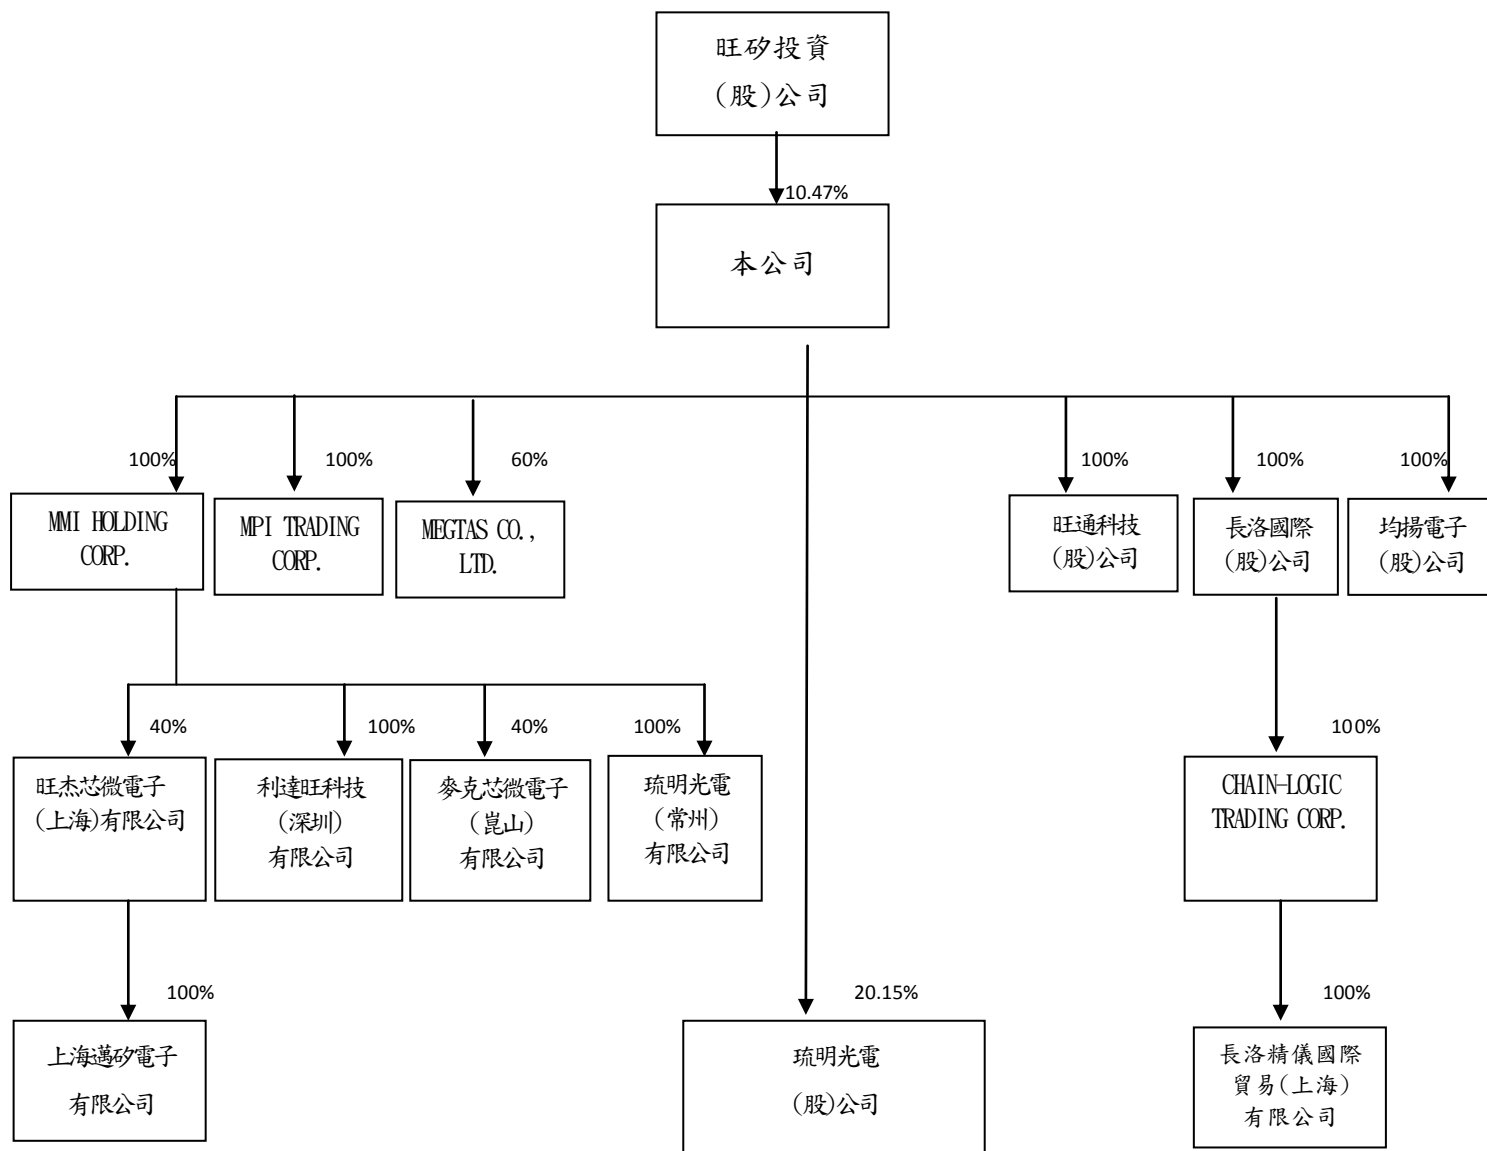 旺矽投資
(股)公司
10.47%
本公司
100%
100%
60%
100%
100%
100%
MMI HOLDING
CORP.
MPI TRADING
CORP.
MEGTAS CO.,
LTD.
旺通科技
(股)公司
長洛國際
(股)公司
均揚電子
(股)公司
40%
100%
40%
100%
100%
旺杰芯微電子
(上海)有限公司
利達旺科技
(深圳)
有限公司
麥克芯微電子
(崑山)
有限公司
琉明光電
(常州)
有限公司
CHAIN-LOGIC
TRADING CORP.
100%
20.15%
100%
上海邁矽電子
有限公司
琉明光電
(股)公司
長洛精儀國際
貿易(上海)
有限公司